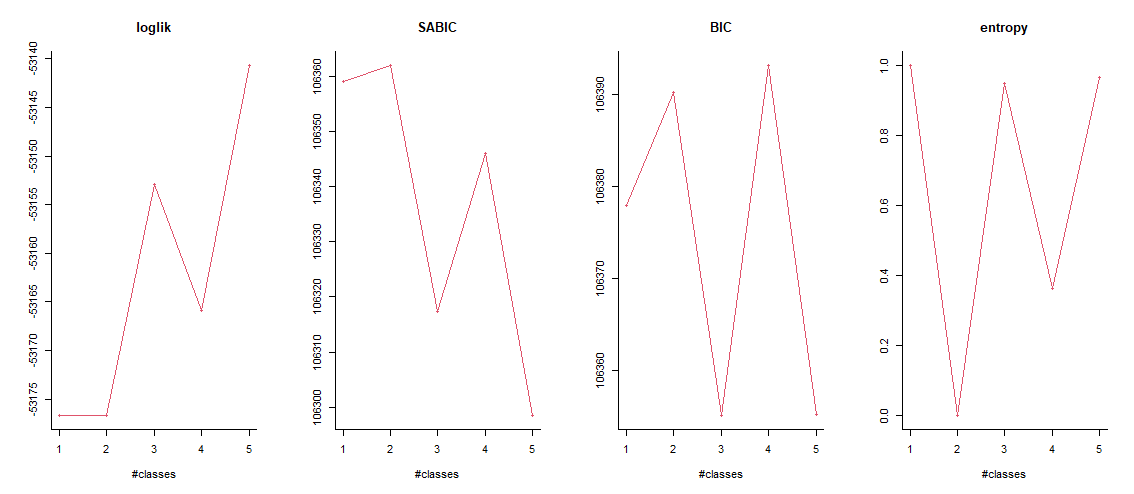 loglik
-53140
-53145
-53150
-53155
-53160
-53165
-53170
-53175
1 2 3 4 5
#classes
SABIC
106360
106350
106340
106330
106320
106310
106300
1 2 3 4 5
#classes
BIC
106390
106380
106370
106360
1 2 3 4 5
#classes
entropy
1.0
0.8
0.6
0.4
0.2
0.0
1 2 3 4 5
#classes